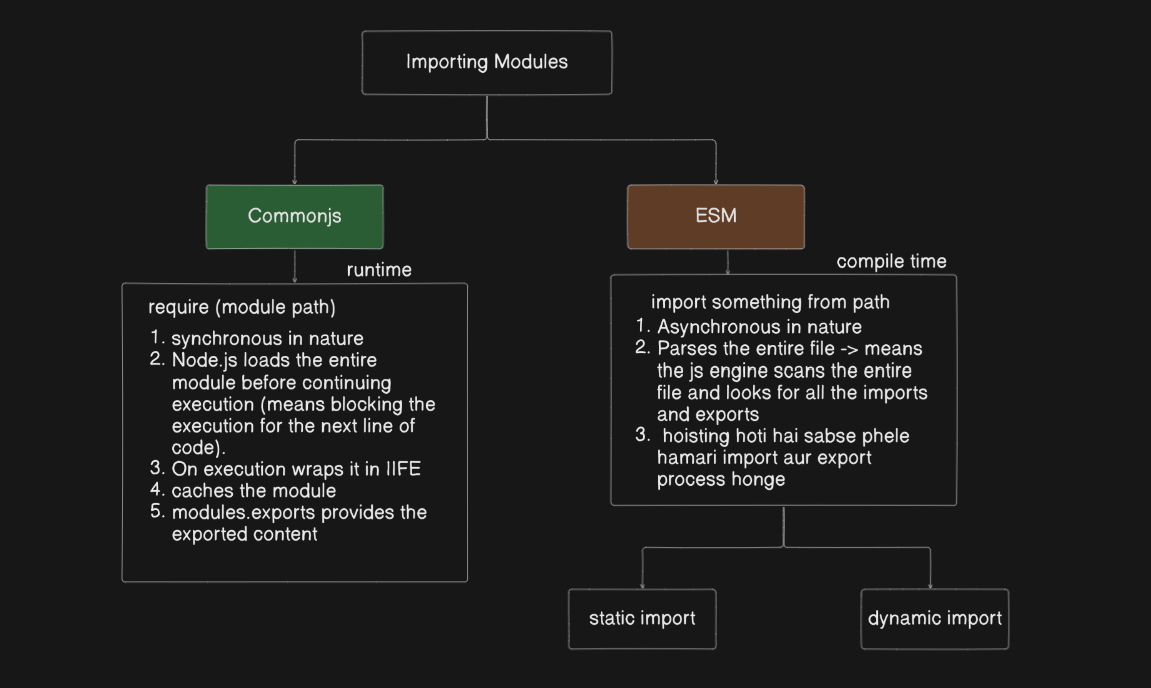 Importing Modules
Commonjs
ESM
runtime
compile time
require (module path)
1. synchronous in nature
2. Node.js loads the entire
module before continuing
execution (means blocking the
execution for the next line of
code).
3. On execution wraps it in IIFE
4. caches the module
5. modules.exports provides the
exported content
import something from path
1. Asynchronous in nature
2. Parses the entire file -> means
the js engine scans the entire
file and looks for all the imports
and exports
3. hoisting hoti hai sabse phele
hamari import aur export
process honge
static import
dynamic import